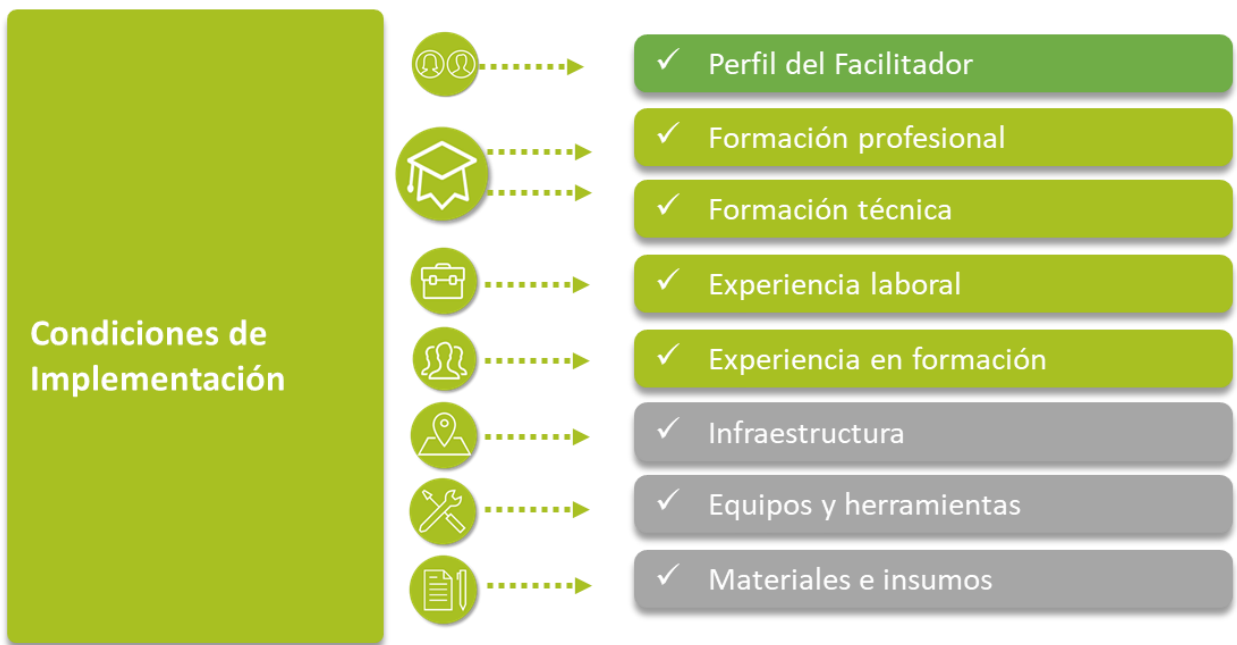 Condiciones de
Implementación
✓ Perfil del Facilitador
✓ Formación profesional
✓ Formación técnica
✓ Experiencia laboral
✓ Experiencia en formación
✓ Infraestructura
✓ Equipos y herramientas
✓ Materiales e insumos